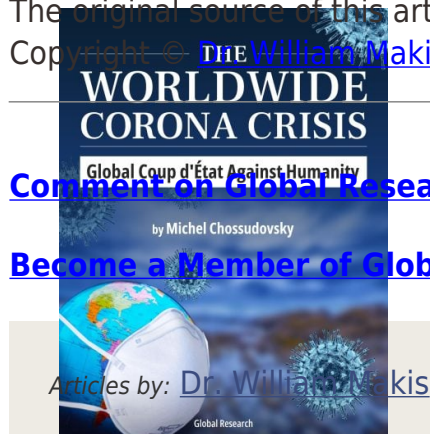 The original source of this art
Copyright © Dr. William Maki
THE
WORLDWIDE
CORONA CRISIS
Global Coup d'État Against Humanity
Comment on Global Resea
by Michel Chossudovsky
Become a Member of Glob
Articles by: Dr. William Makis
Global Research